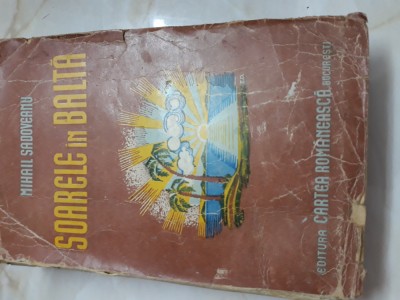 MIHAIL SADOVEANU
SOARELE ÎN BALTĂ
EDITURA CARTEA ROMÂNEASCĂ, BUCUREȘTI